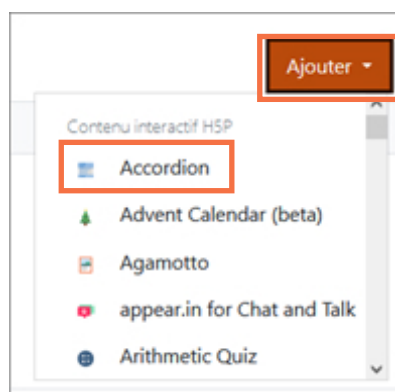 Ajouter
Contenu interactif H5P
Accordion
Advent Calendar (beta)
Agamotto
appear.in for Chat and Talk
Arithmetic Quiz